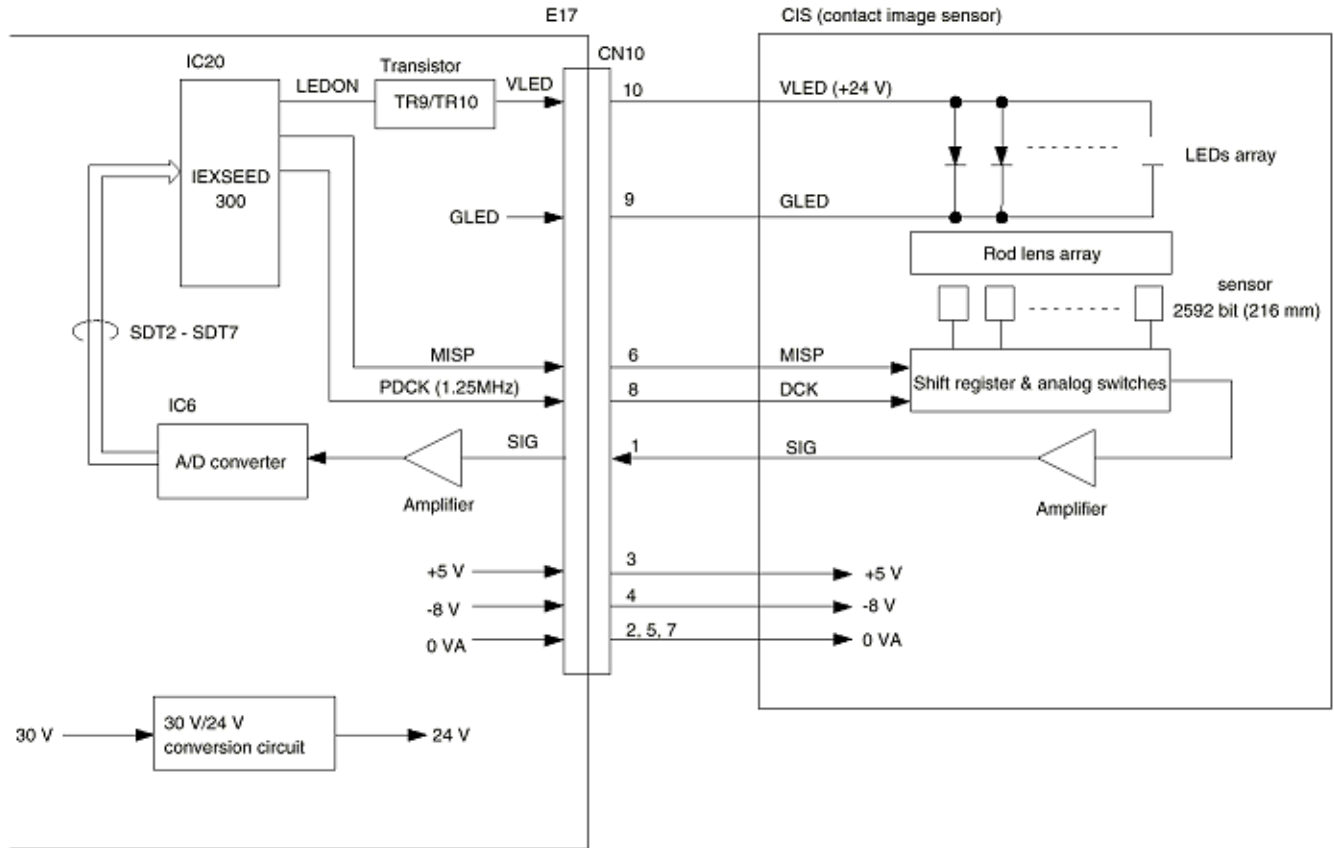 E17
CIS (contact image sensor)
IC20
Transistor
CN10
LEDON
TR9/TR10
VLED
10
VLED (+24 V)
IEXSEED
300
LEDs array
GLED
9
GLED
Rod lens array
sensor
2592 bit (216 mm)
SDT2 - SDT7
MISP
6
MISP
PDCK (1.25MHz)
8
DCK
Shift register & analog switches
IC6
A/D converter
SIG
1
SIG
Amplifier
Amplifier
+5 V
3
+5 V
-8 V
4
-8 V
0 VA
2, 5, 7
0 VA
30 V
30 V/24 V
conversion circuit
24 V